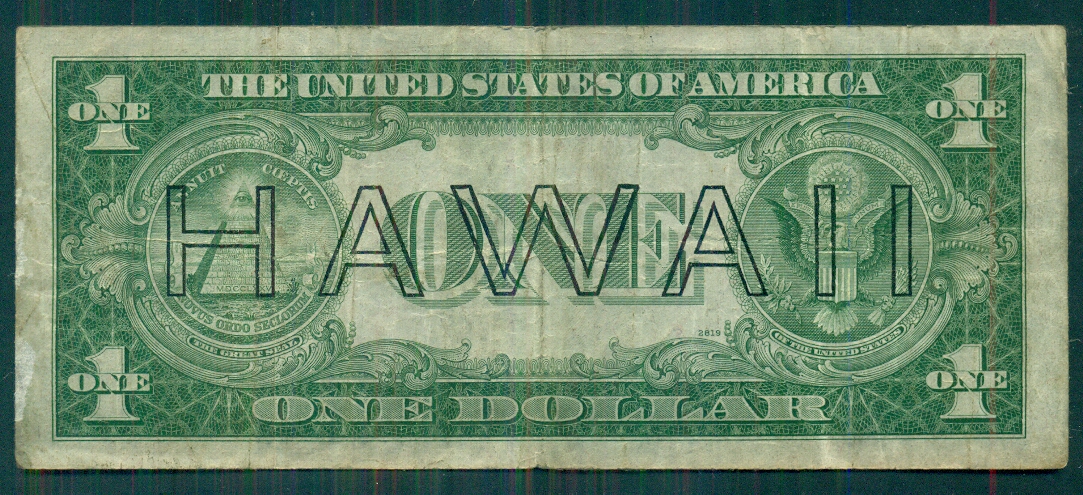 THE UNITED STATES OF AMERICA
1 ONE
1 ONE
ANNUIT CŒPTIS
HAWAII
ONE
NOVUS ORDO SECLORUM
THE GREAT SEAL
2819
OF THE UNITED STATES
1 ONE
1 ONE
ONE DOLLAR